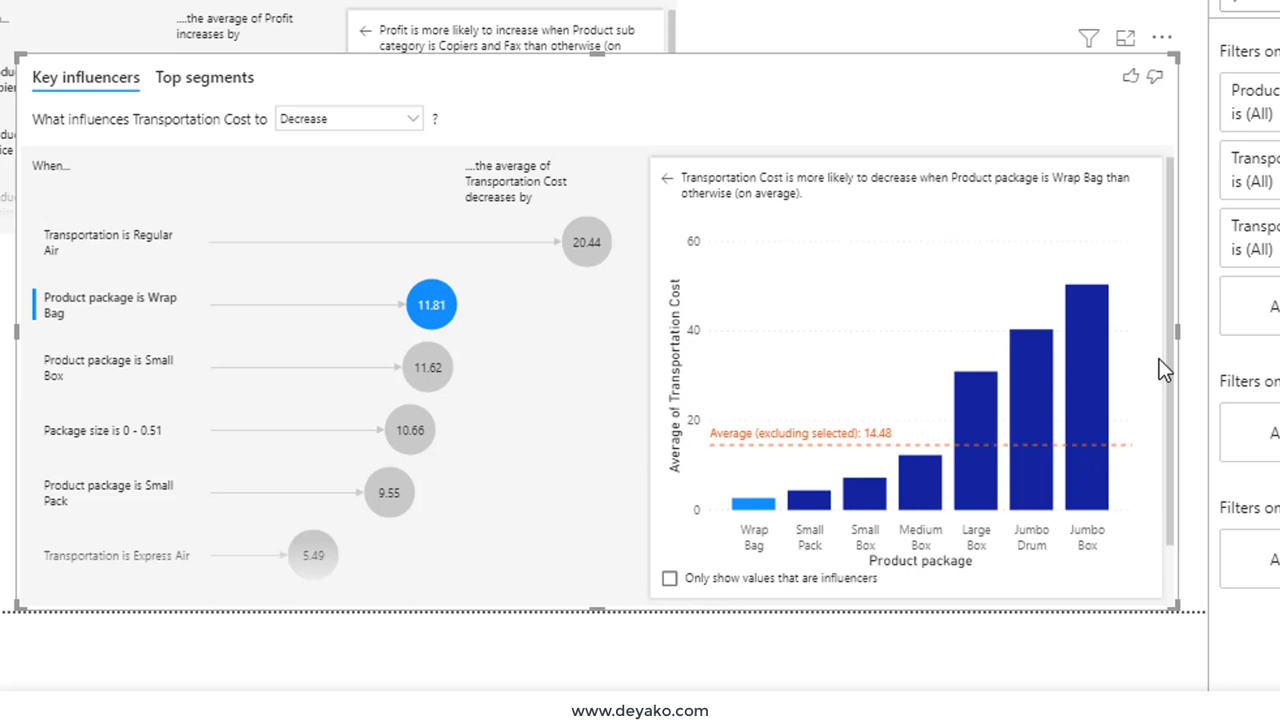 ....the average of Profit
increases by
Profit is more likely to increase when Product sub
category is Copiers and Fax than otherwise (on
Key influencers
Top segments
What influences Transportation Cost to
Decrease
?
When...
....the average of
Transportation Cost
decreases by
Transportation is Regular
Air
20.44
Product package is Wrap
Bag
11.81
Product package is Small
Box
11.62
Package size is 0 - 0.51
10.66
Product package is Small
Pack
9.55
Transportation is Express Air
5.49
Transportation Cost is more likely to decrease when Product package is Wrap Bag than
otherwise (on average).
Average of Transportation Cost
60
40
20
0
Average (excluding selected): 14.48
Wrap
Bag
Small
Pack
Small
Box
Medium
Box
Large
Box
Jumbo
Drum
Jumbo
Box
Product package
Only show values that are influencers
Filters on
Produc
is (All)
Transpo
is (All)
Transpo
is (All)
A
Filters on
A
Filters on
A
www.deyako.com